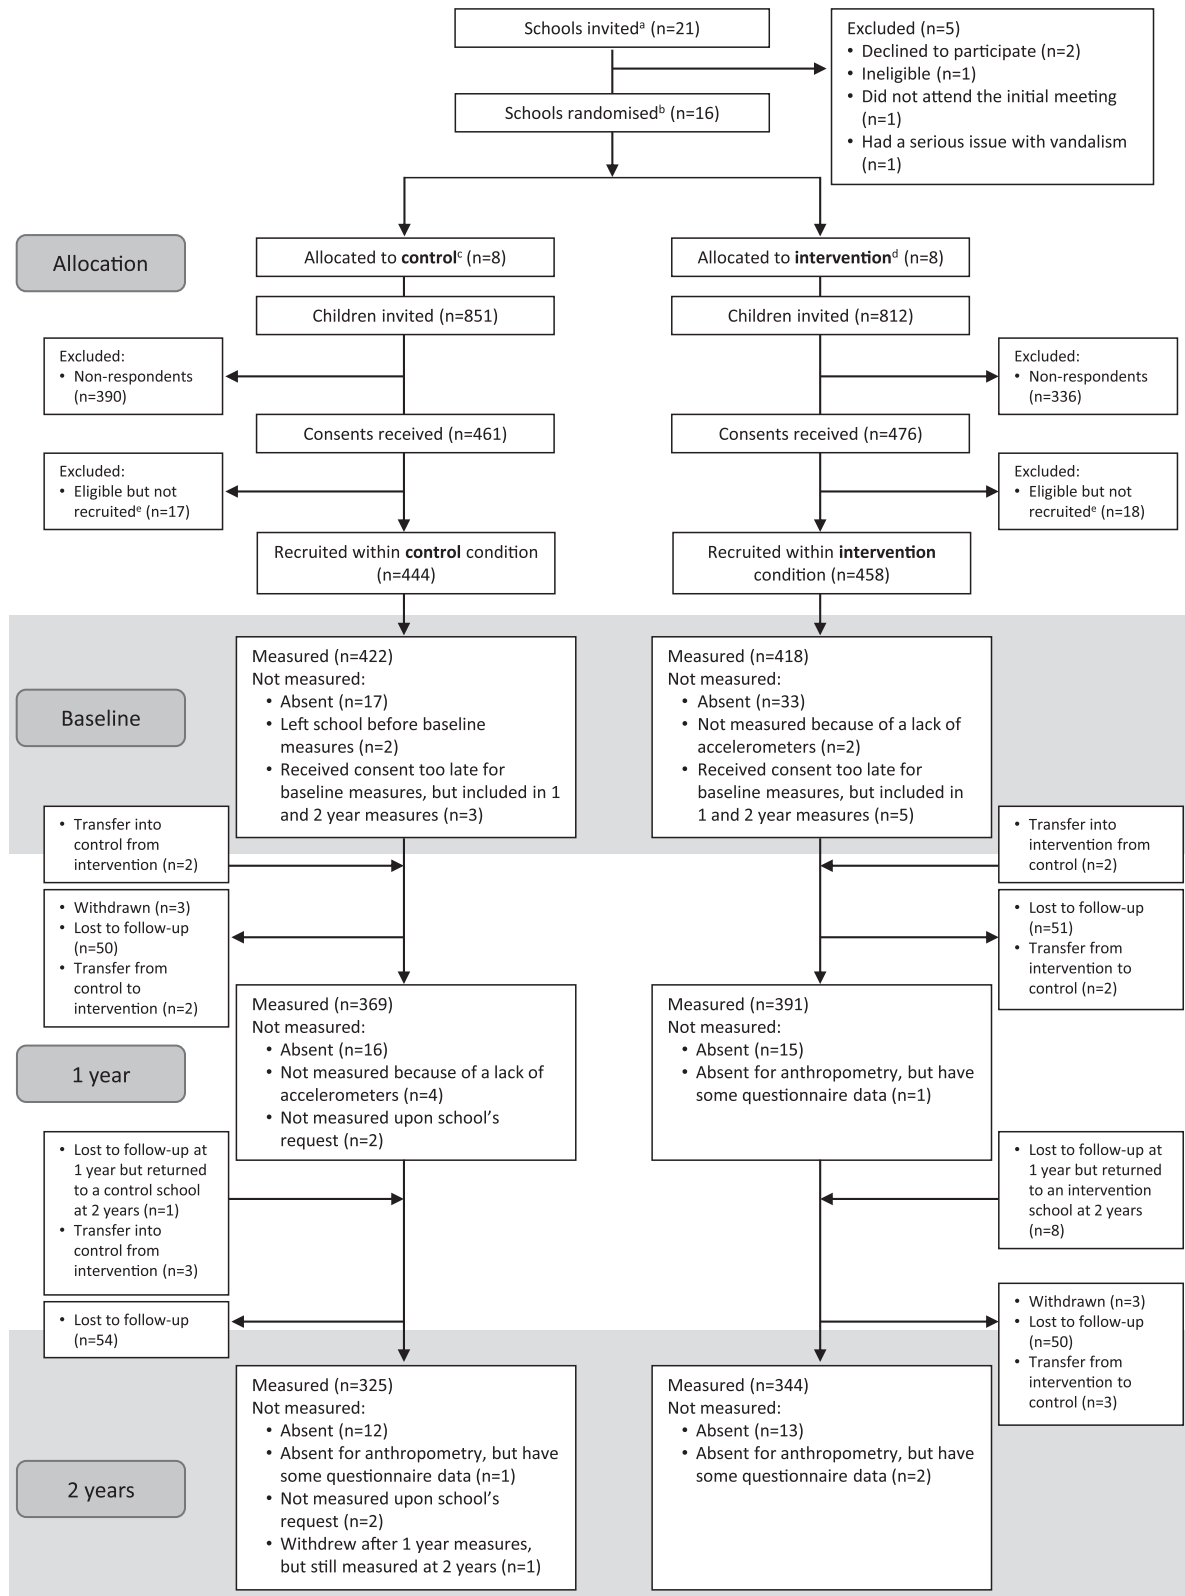 Schools invitedᵃ (n=21)
Excluded (n=5)
• Declined to participate (n=2)
• Ineligible (n=1)
• Did not attend the initial meeting
(n=1)
• Had a serious issue with vandalism
(n=1)
Schools randomisedᵇ (n=16)
Allocation
Allocated to controlᶜ (n=8)
Allocated to interventionᵈ (n=8)
Children invited (n=851)
Children invited (n=812)
Excluded:
• Non-respondents
(n=390)
Excluded:
• Non-respondents
(n=336)
Consents received (n=461)
Consents received (n=476)
Excluded:
• Eligible but not
recruitedᵉ (n=17)
Excluded:
• Eligible but not
recruitedᵉ (n=18)
Recruited within control condition
(n=444)
Recruited within intervention
condition (n=458)
Baseline
Measured (n=422)
Not measured:
• Absent (n=17)
• Left school before baseline
measures (n=2)
• Received consent too late for
baseline measures, but included in 1
and 2 year measures (n=3)
Measured (n=418)
Not measured:
• Absent (n=33)
• Not measured because of a lack of
accelerometers (n=2)
• Received consent too late for
baseline measures, but included in
1 and 2 year measures (n=5)
• Transfer into
control from
intervention (n=2)
• Transfer into
intervention from
control (n=2)
• Withdrawn (n=3)
• Lost to follow-up
(n=50)
• Transfer from
control to
intervention (n=2)
• Lost to follow-up
(n=51)
• Transfer from
intervention to
control (n=2)
1 year
Measured (n=369)
Not measured:
• Absent (n=16)
• Not measured because of a lack of
accelerometers (n=4)
• Not measured upon school’s
request (n=2)
Measured (n=391)
Not measured:
• Absent (n=15)
• Absent for anthropometry, but have
some questionnaire data (n=1)
• Lost to follow-up at
1 year but returned
to a control school
at 2 years (n=1)
• Transfer into
control from
intervention (n=3)
• Lost to follow-up at
1 year but returned
to an intervention
school at 2 years
(n=8)
• Lost to follow-up
(n=54)
• Withdrawn (n=3)
• Lost to follow-up
(n=50)
• Transfer from
intervention to
control (n=3)
2 years
Measured (n=325)
Not measured:
• Absent (n=12)
• Absent for anthropometry, but have
some questionnaire data (n=1)
• Not measured upon school’s
request (n=2)
• Withdrew after 1 year measures,
but still measured at 2 years (n=1)
Measured (n=344)
Not measured:
• Absent (n=13)
• Absent for anthropometry, but have
some questionnaire data (n=2)